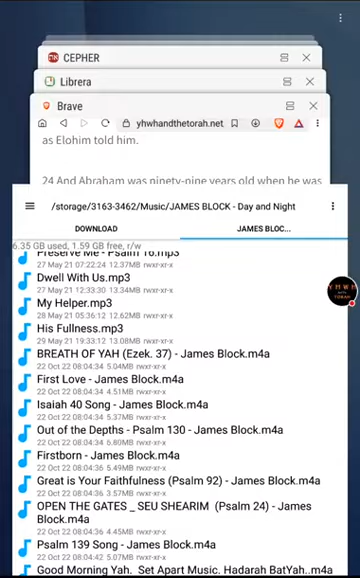 CEPHER
Librera
Brave
yhwhandthetorah.net
as Elohim told him.
24 And Abraham was ninety-nine years old when he was
/storage/3163-3462/Music/JAMES BLOCK - Day and Night
DOWNLOAD
JAMES BLOC...
6.35 GB used, 1.59 GB free, r/w
Preserve Me - Psalm 16.mp3
27 May 21 07:22:24 12.37MB rwxr-xr-x
Dwell With Us.mp3
27 May 21 12:33:30 13.34MB rwxr-xr-x
My Helper.mp3
28 May 21 05:36:12 12.62MB rwxr-xr-x
His Fullness.mp3
29 May 21 19:33:12 13.08MB rwxr-xr-x
BREATH OF YAH (Ezek. 37) - James Block.m4a
22 Oct 22 08:04:34 5.04MB rwxr-xr-x
First Love - James Block.m4a
22 Oct 22 08:04:34 4.51MB rwxr-xr-x
Isaiah 40 Song - James Block.m4a
22 Oct 22 08:04:34 5.37MB rwxr-xr-x
Out of the Depths - Psalm 130 - James Block.m4a
22 Oct 22 08:04:34 6.80MB rwxr-xr-x
Firstborn - James Block.m4a
22 Oct 22 08:04:36 6.49MB rwxr-xr-x
Great is Your Faithfulness (Psalm 92) - James Block.m4a
22 Oct 22 08:04:36 3.57MB rwxr-xr-x
OPEN THE GATES _ SEU SHEARIM (Psalm 24) - James
Block.m4a
22 Oct 22 08:04:36 4.45MB rwxr-xr-x
Psalm 139 Song - James Block.m4a
22 Oct 22 08:04:42 5.07MB rwxr-xr-x
Good Morning Yah. Set Apart Music. Hadarah BatYah..m4a
YHWH
TORAH